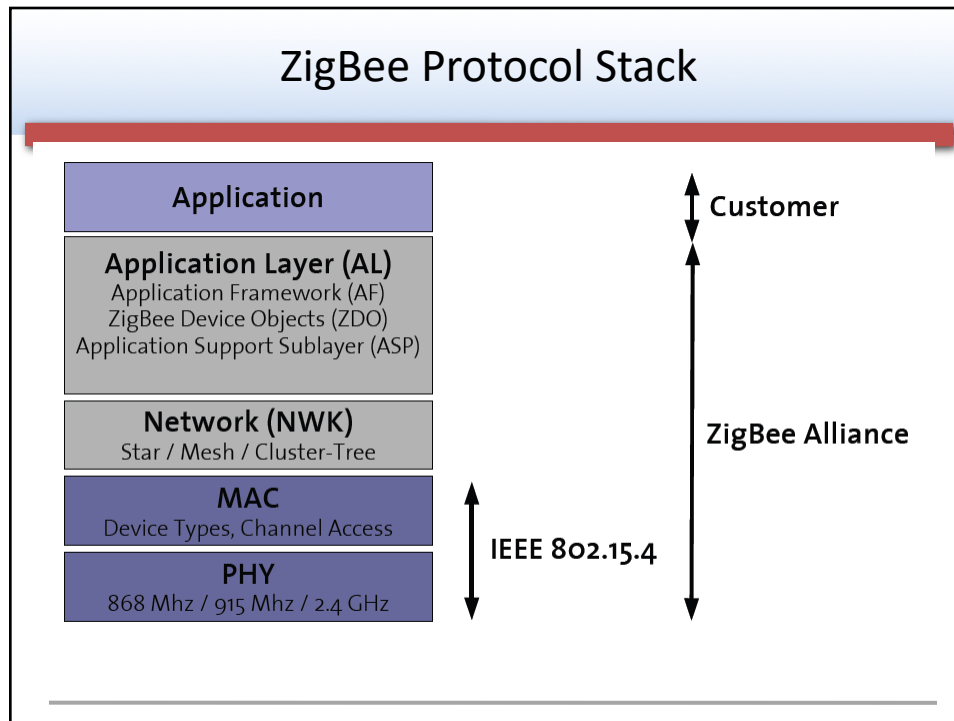 ZigBee Protocol Stack
Application
Customer
Application Layer (AL)
Application Framework (AF)
ZigBee Device Objects (ZDO)
Application Support Sublayer (ASP)
Network (NWK)
Star / Mesh / Cluster-Tree
ZigBee Alliance
MAC
Device Types, Channel Access
IEEE 802.15.4
PHY
868 Mhz / 915 Mhz / 2.4 GHz